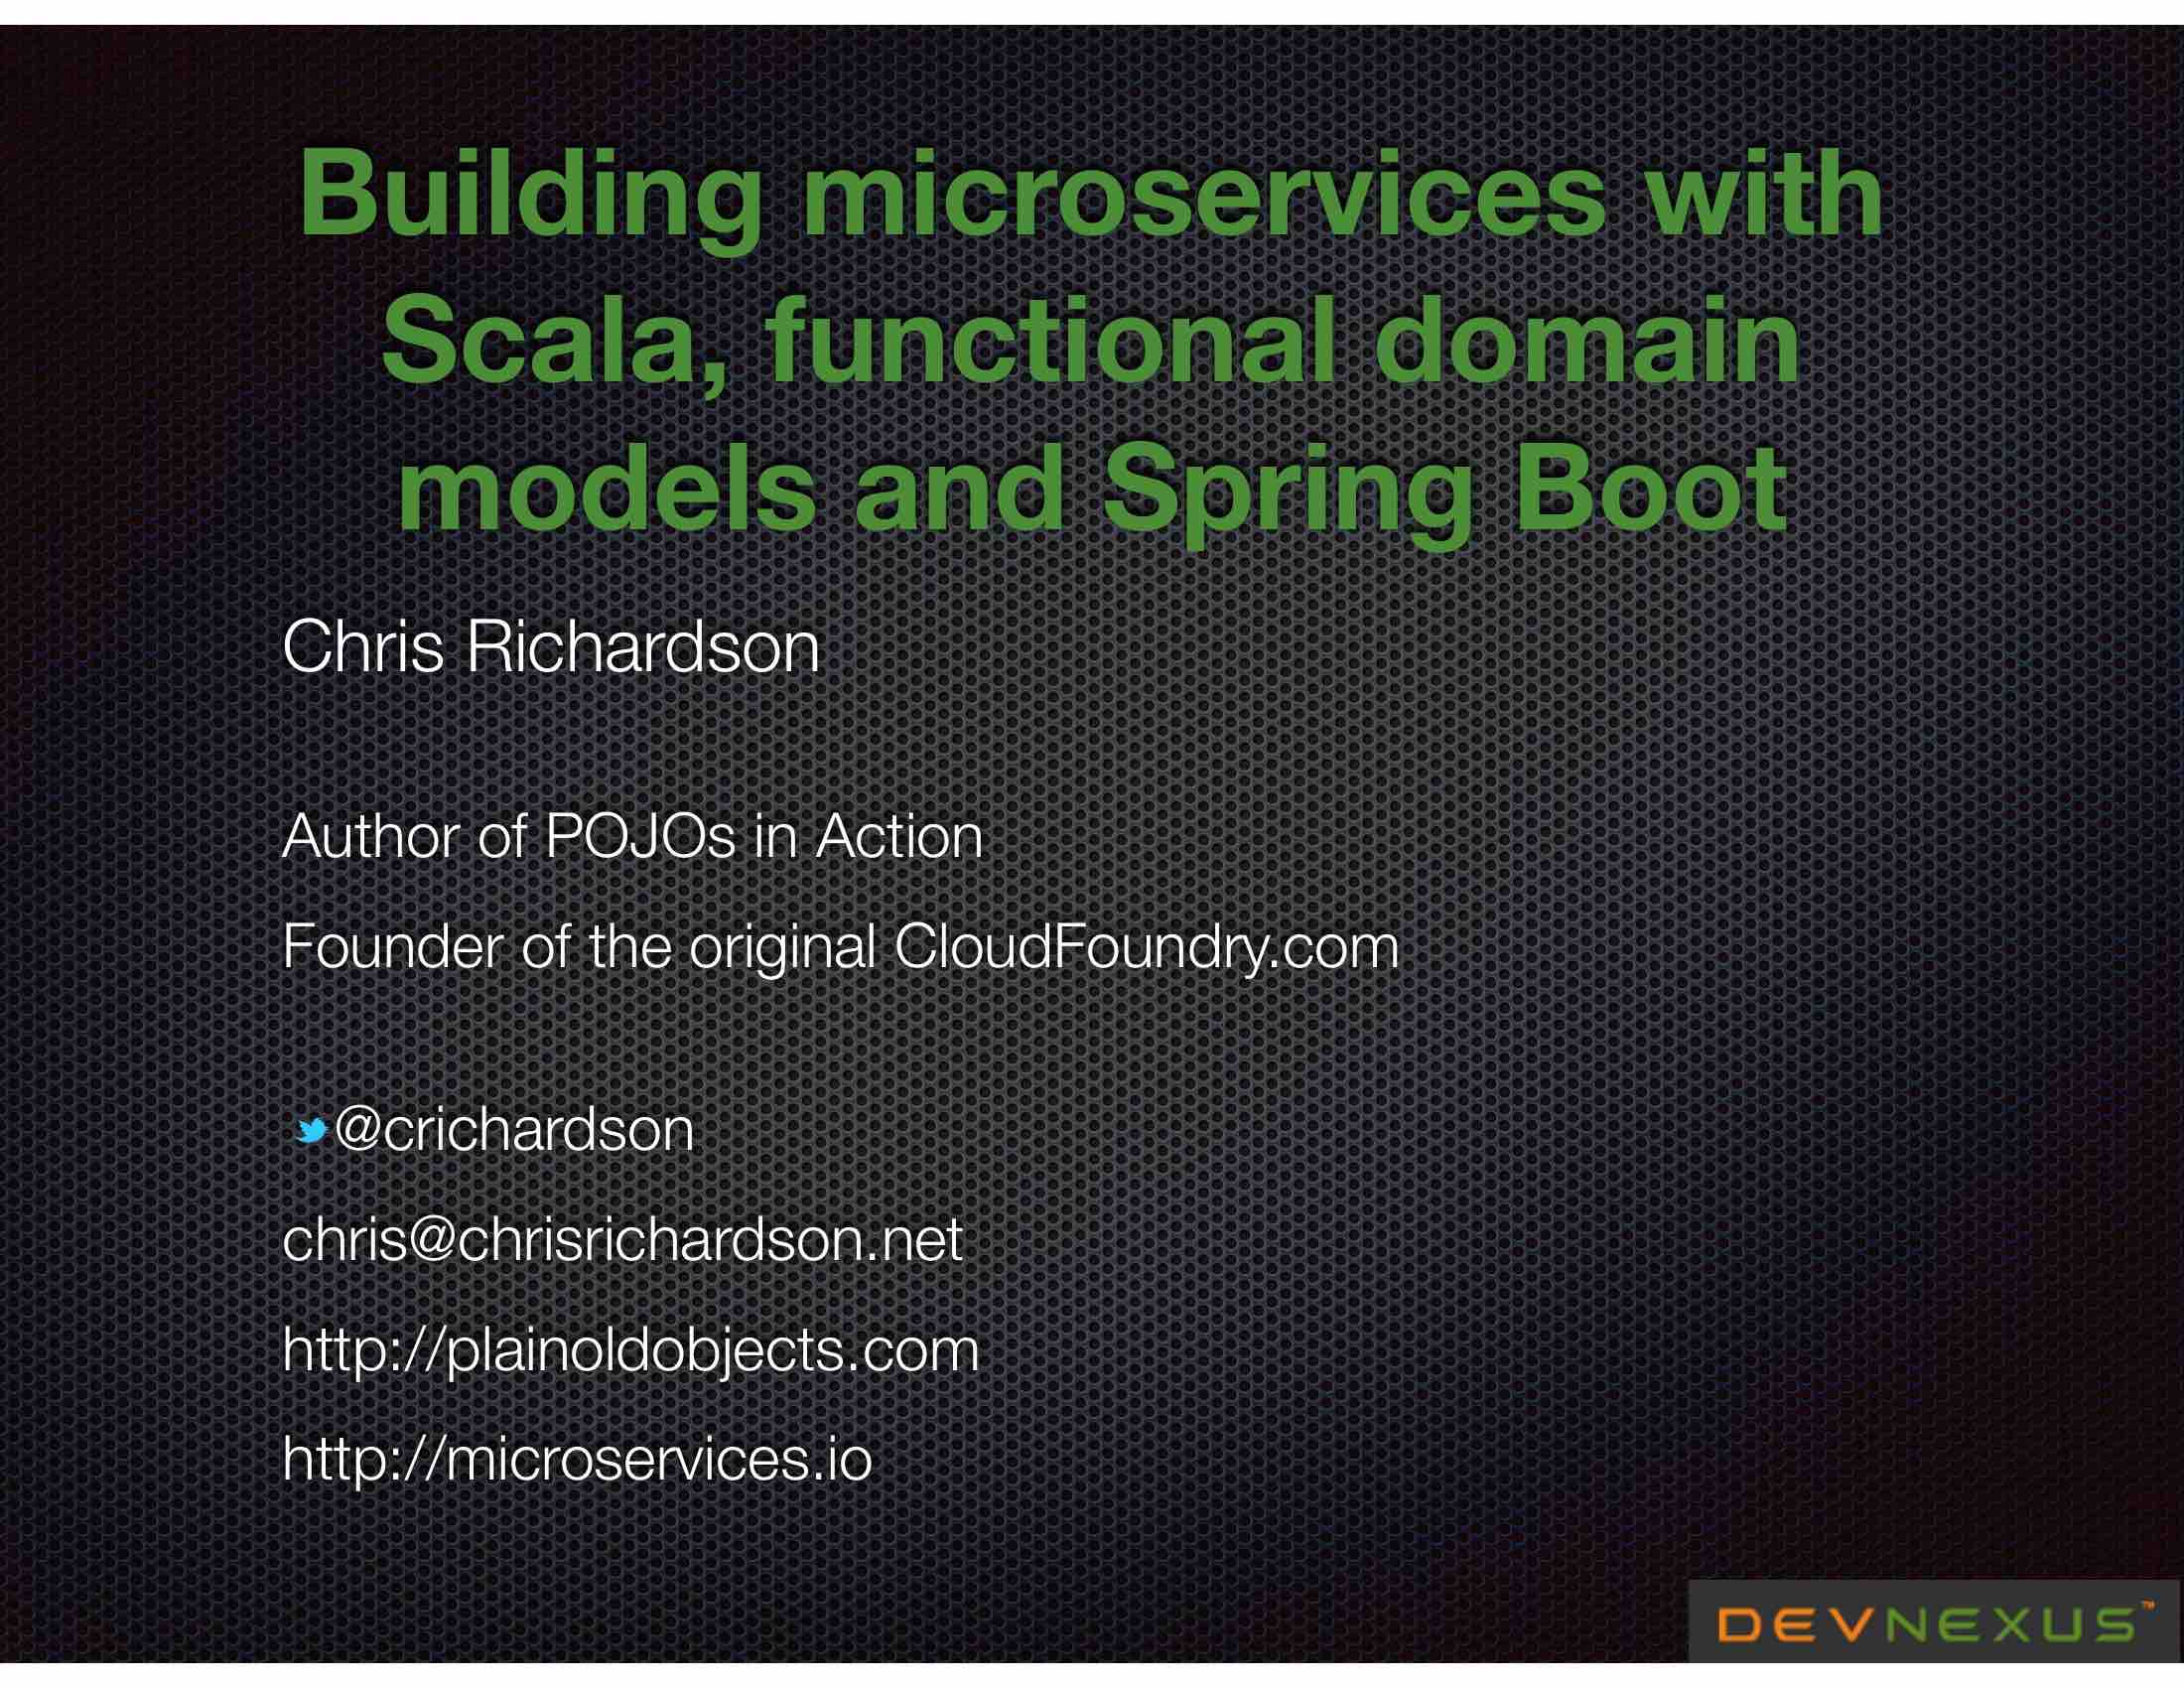 Building microservices with
Scala, functional domain
models and Spring Boot
Chris Richardson
Author of POJOs in Action
Founder of the original CloudFoundry.com
@crichardson
chris@chrisrichardson.net
http://plainoldobjects.com
http://microservices.io
DEVNEXUS™